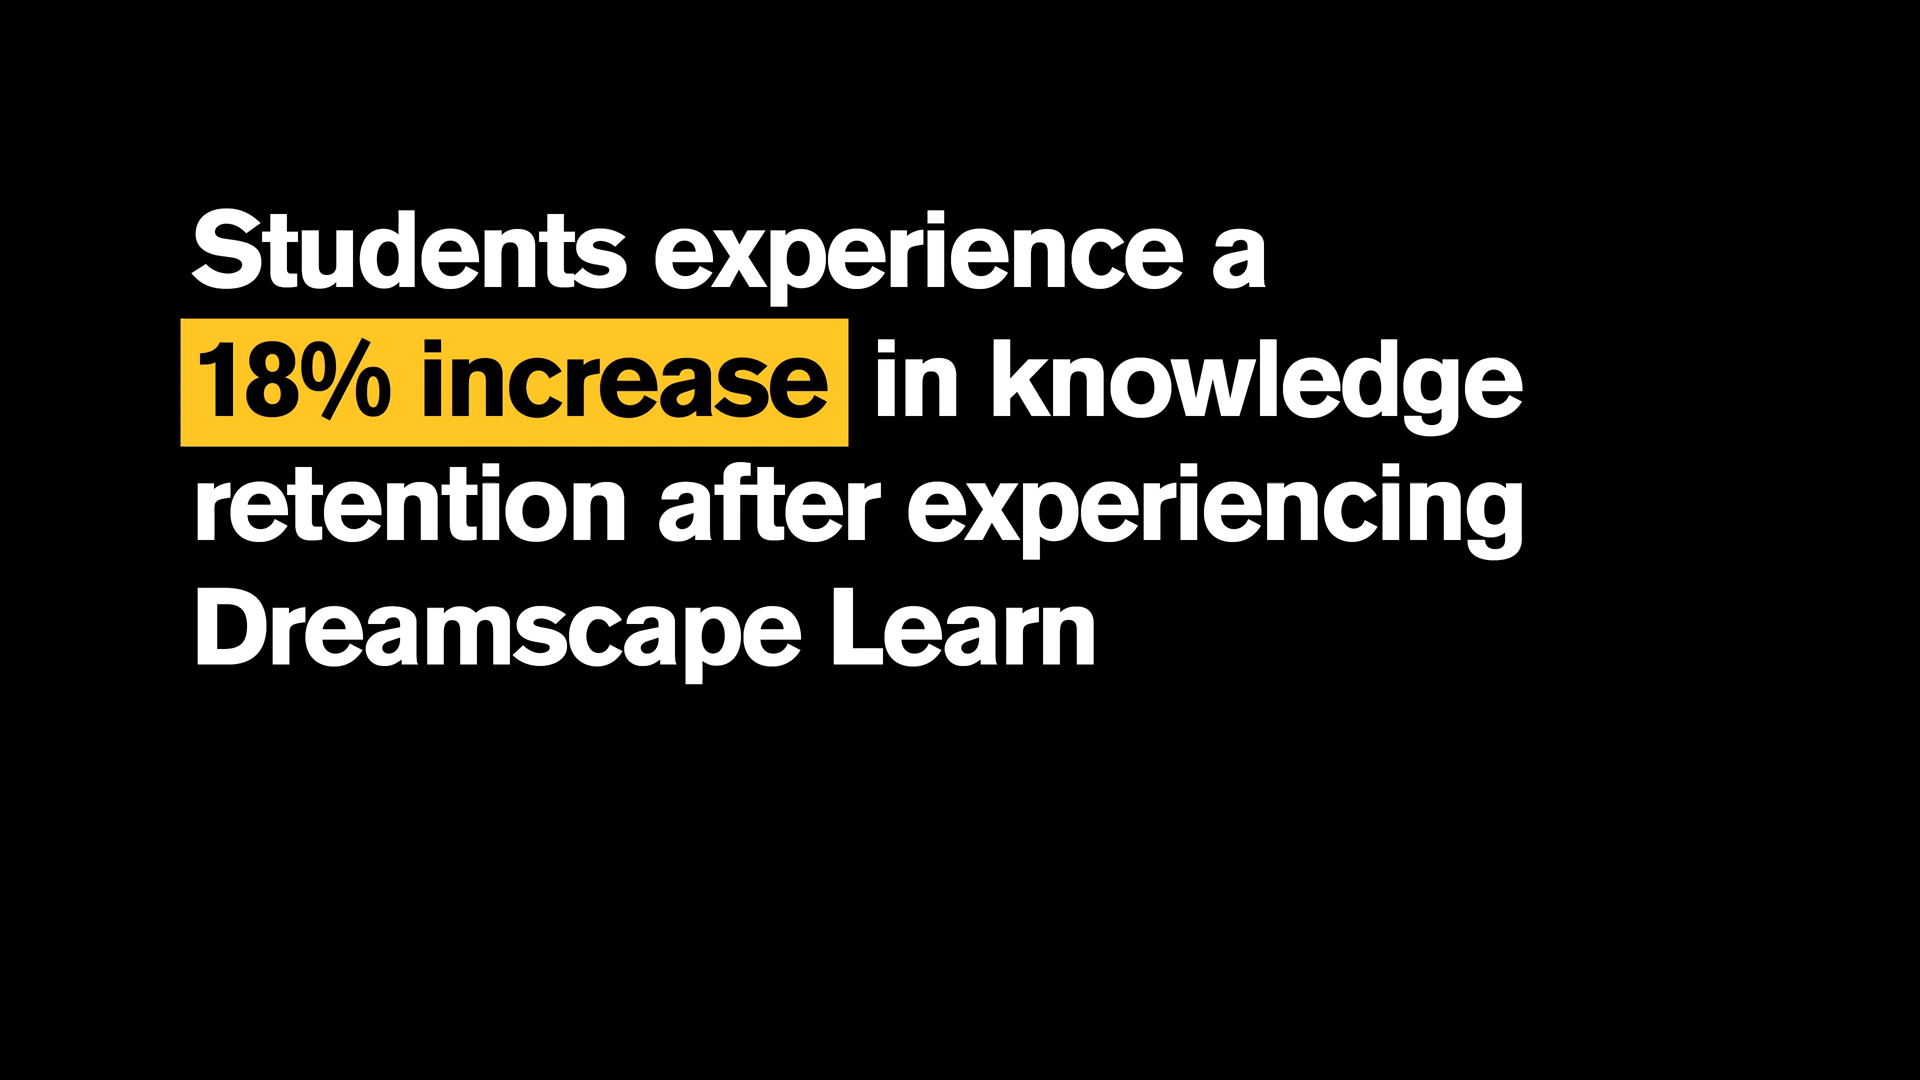 Students experience a
18% increase in knowledge
retention after experiencing
Dreamscape Learn